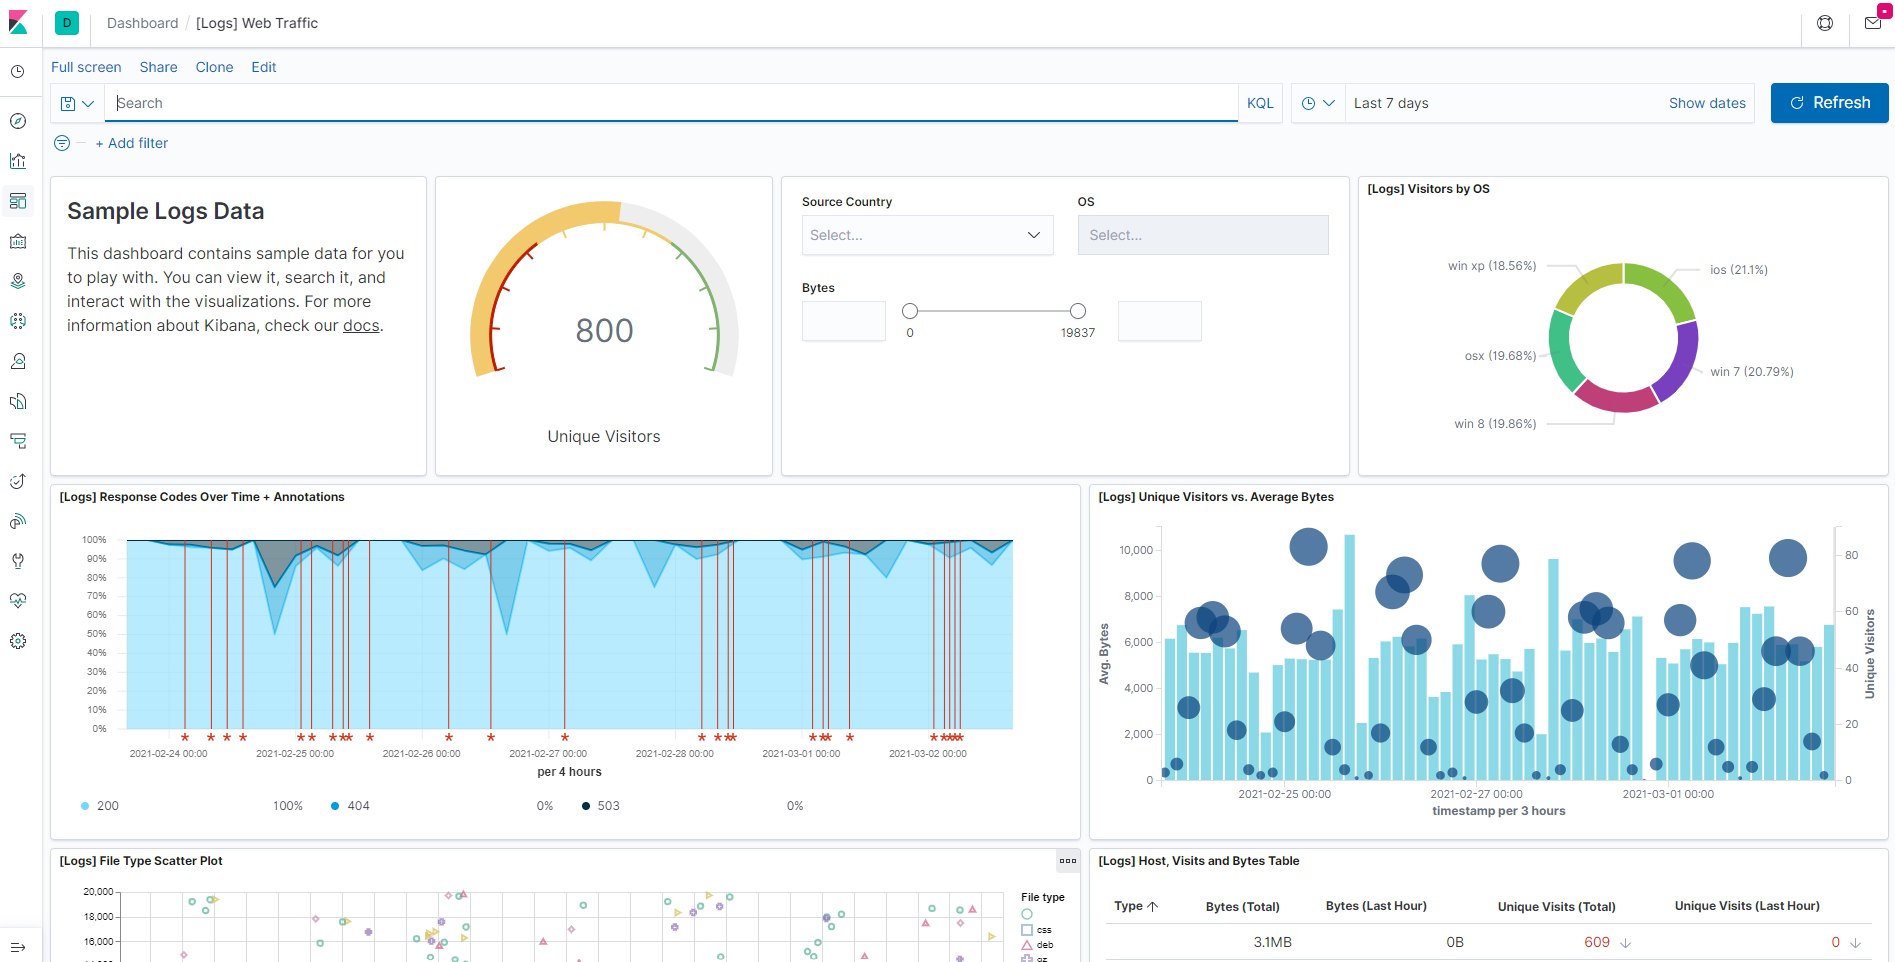 D Dashboard / [Logs] Web Traffic
Full screen Share Clone Edit
Search KQL Last 7 days Show dates Refresh
+ Add filter
Sample Logs Data
This dashboard contains sample data for you
to play with. You can view it, search it, and
interact with the visualizations. For more
information about Kibana, check our docs.
800
Unique Visitors
Source Country OS
Select... Select...
Bytes
0 19837
[Logs] Visitors by OS
win xp (18.56%) ios (21.1%)
osx (19.68%) win 7 (20.79%)
win 8 (19.86%)
[Logs] Response Codes Over Time + Annotations
100%
90%
80%
70%
60%
50%
40%
30%
20%
10%
0%
2021-02-24 00:00 2021-02-25 00:00 2021-02-26 00:00 2021-02-27 00:00 2021-02-28 00:00 2021-03-01 00:00 2021-03-02 00:00
per 4 hours
200 100% 404 0% 503 0%
[Logs] Unique Visitors vs. Average Bytes
Avg. Bytes
10,000
8,000
6,000
4,000
2,000
0
80
60
40
20
0
Unique Visitors
2021-02-25 00:00 2021-02-27 00:00 2021-03-01 00:00
timestamp per 3 hours
[Logs] File Type Scatter Plot
20,000
18,000
16,000
File type
css
deb
[Logs] Host, Visits and Bytes Table
Type Bytes (Total) Bytes (Last Hour) Unique Visits (Total) Unique Visits (Last Hour)
3.1MB 0B 609 0